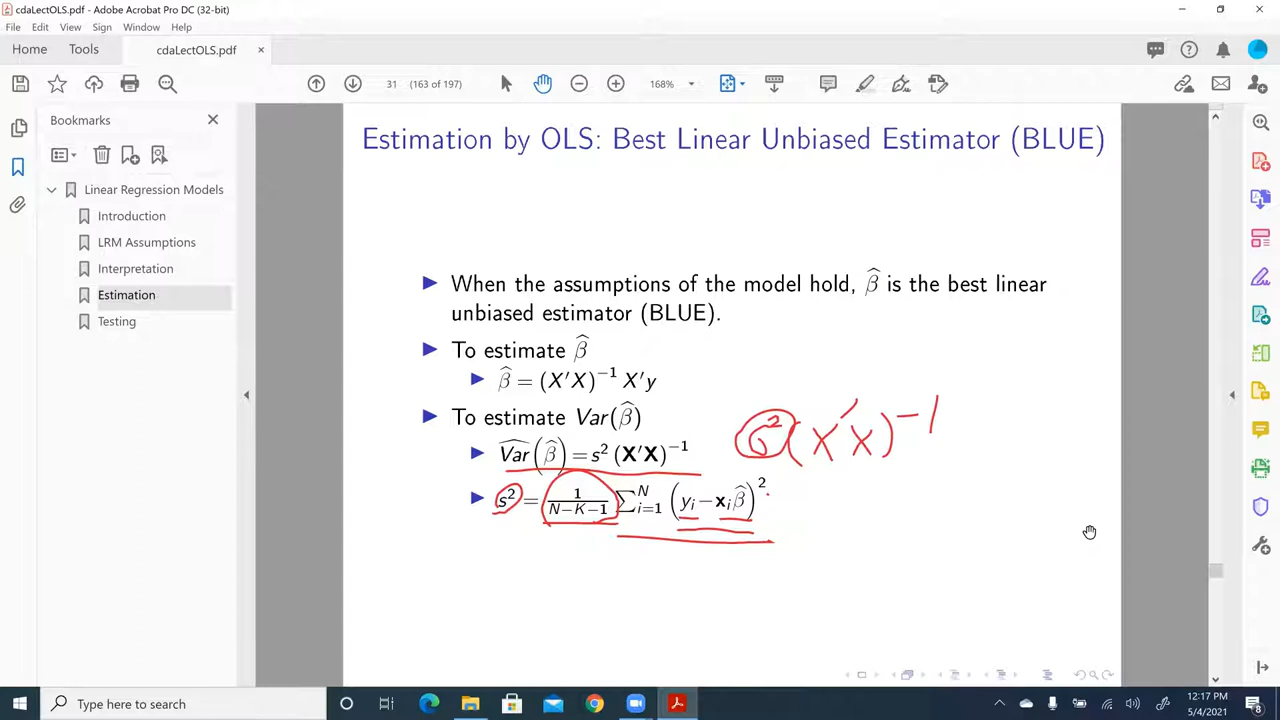 cdaLectOLS.pdf - Adobe Acrobat Pro DC (32-bit)
File Edit View Sign Window Help
Home Tools cdaLectOLS.pdf ×
31 (163 of 197) 168%
Bookmarks
Linear Regression Models
Introduction
LRM Assumptions
Interpretation
Estimation
Testing
Estimation by OLS: Best Linear Unbiased Estimator (BLUE)
When the assumptions of the model hold, β̂ is the best linear
unbiased estimator (BLUE).
To estimate β̂
β̂ = (X′X)⁻¹ X′y
To estimate Var(β̂)
V̂ar(β̂) = s² (X′X)⁻¹
σ²(X′X)⁻¹
s² = 1/(N−K−1) ∑ᵢ₌₁ᴺ (yᵢ−xᵢβ̂)²
Type here to search
12:17 PM
5/4/2021
8